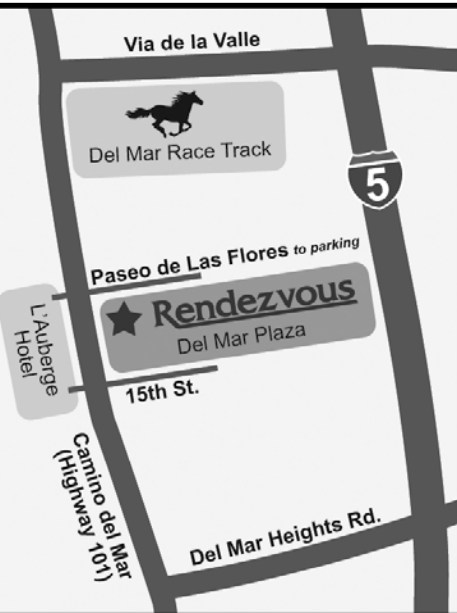 Via de la Valle
Del Mar Race Track
5
Paseo de Las Flores to parking
Rendezvous
Del Mar Plaza
L'Auberge
Hotel
15th St.
Camino del Mar
(Highway 101)
Del Mar Heights Rd.